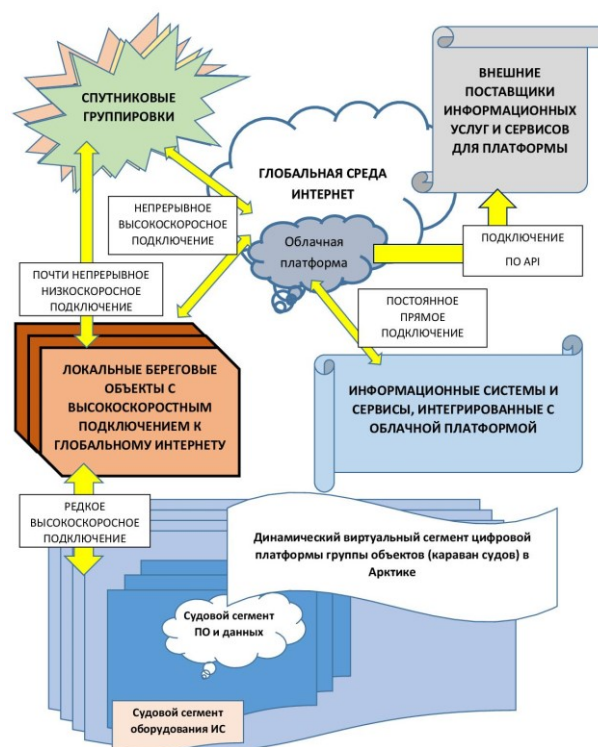 СПУТНИКОВЫЕ
ГРУППИРОВКИ
ВНЕШНИЕ
ПОСТАВЩИКИ
ИНФОРМАЦИОННЫХ
УСЛУГ И СЕРВИСОВ
ДЛЯ ПЛАТФОРМЫ
ГЛОБАЛЬНАЯ СРЕДА
ИНТЕРНЕТ
НЕПРЕРЫВНОЕ
ВЫСОКОСКОРОСНОЕ
ПОДКЛЮЧЕНИЕ
Облачная
платформа
ПОДКЛЮЧЕНИЕ
ПО API
ПОЧТИ НЕПРЕРЫВНОЕ
НИЗКОСКОРОСНОЕ
ПОДКЛЮЧЕНИЕ
ПОСТОЯННОЕ
ПРЯМОЕ
ПОДКЛЮЧЕНИЕ
ЛОКАЛЬНЫЕ БЕРЕГОВЫЕ
ОБЪЕКТЫ С
ВЫСОКОСКОРОСТНЫМ
ПОДКЛЮЧЕНИЕМ К
ГЛОБАЛЬНОМУ ИНТЕРНЕТУ
ИНФОРМАЦИОННЫЕ СИСТЕМЫ И
СЕРВИСЫ, ИНТЕГРИРОВАННЫЕ С
ОБЛАЧНОЙ ПЛАТФОРМОЙ
РЕДКОЕ
ВЫСОКОСКОРОСНОЕ
ПОДКЛЮЧЕНИЕ
Динамический виртуальный сегмент цифровой
платформы группы объектов (караван судов) в
Арктике
Судовой сегмент
ПО и данных
Судовой сегмент
оборудования ИС